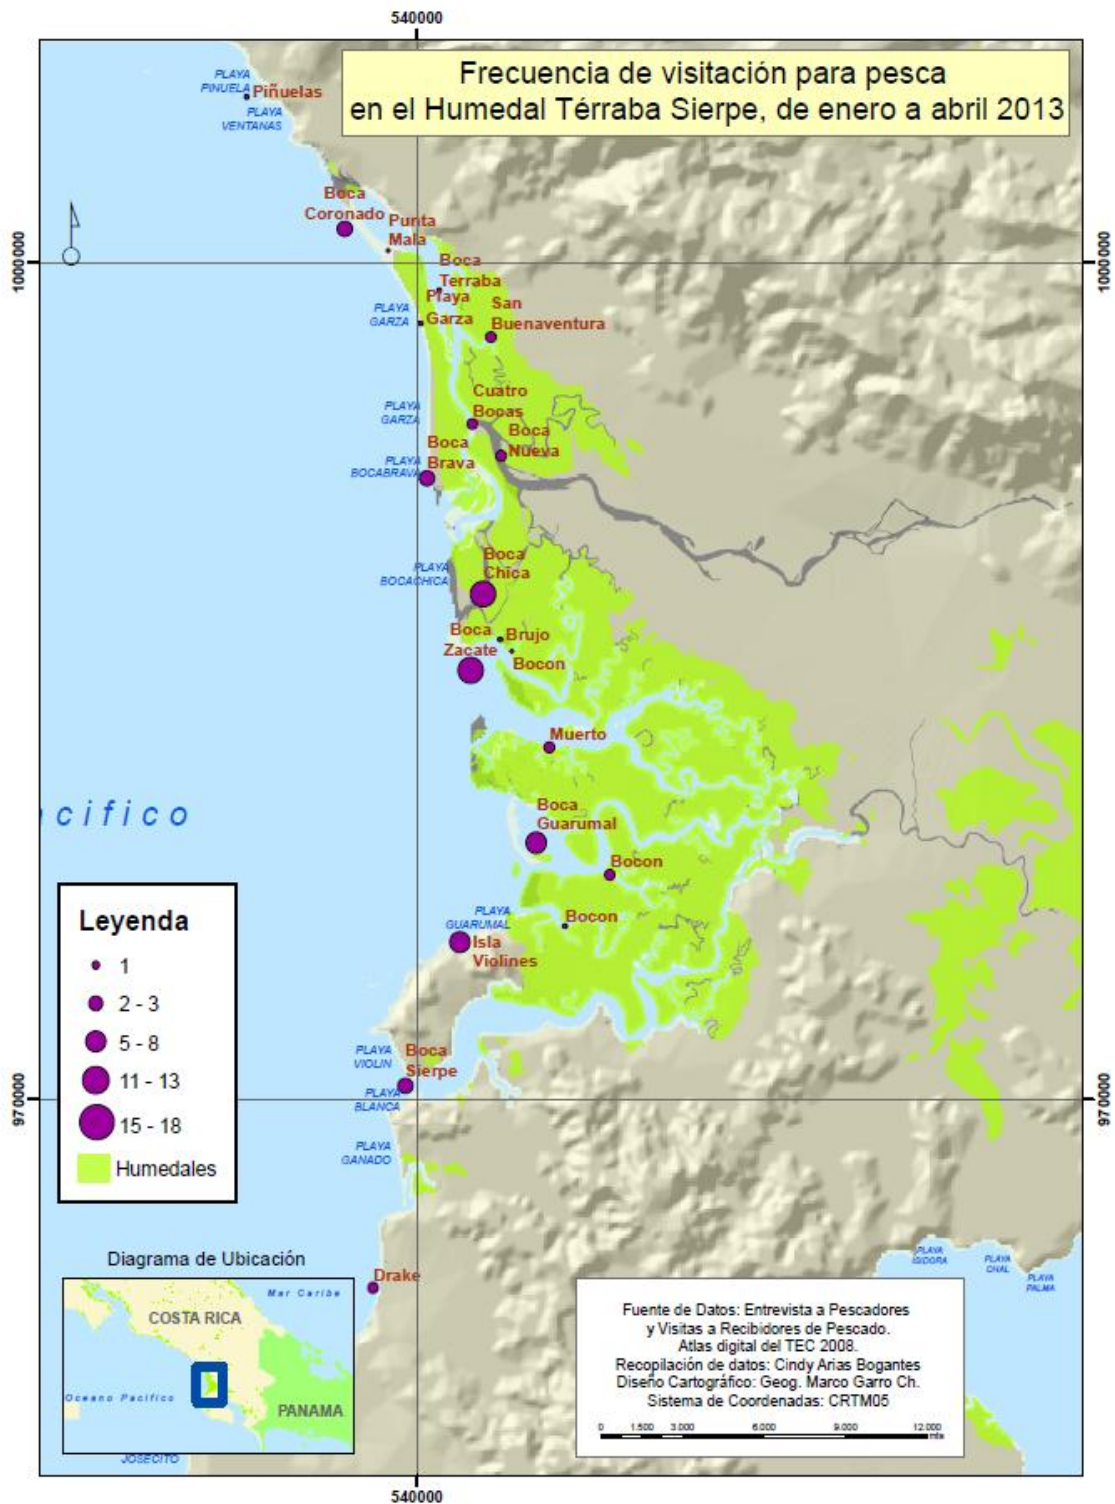 540000
Frecuencia de visitación para pesca
en el Humedal Térraba Sierpe, de enero a abril 2013
PLAYA
PINUELA
Piñuelas
PLAYA
VENTANAS
Boca
Coronado
Punta
Mala
1000000
1000000
Boca
Terraba
Playa
Garza
PLAYA
GARZA
San
Buenaventura
Cuatro
Bocas
PLAYA
GARZA
Boca
Nueva
Boca
Brava
PLAYA
BOCABRAVA
Boca
Chica
PLAYA
BOCACHICA
Boca
Zacate
Brujo
Bocon
Muerto
cifico
Boca
Guarumal
Bocon
PLAYA
GUARUMAL
Bocon
Isla
Violines
Leyenda
1
2 - 3
5 - 8
11 - 13
15 - 18
Humedales
PLAYA
VIOLIN
Boca
Sierpe
PLAYA
BLANCA
970000
970000
PLAYA
GANADO
Drake
PLAYA
ISIDORA
PLAYA
CHAL
PLAYA
PALMA
Diagrama de Ubicación
Mar Caribe
COSTA RICA
Oceano Pacífico
PANAMA
JOSECITO
Fuente de Datos: Entrevista a Pescadores
y Visitas a Recibidores de Pescado.
Atlas digital del TEC 2008.
Recopilación de datos: Cindy Arias Bogantes
Diseño Cartográfico: Geog. Marco Garro Ch.
Sistema de Coordenadas: CRTM05
0 1.500 3.000 6.000 9.000 12.000
mts
540000